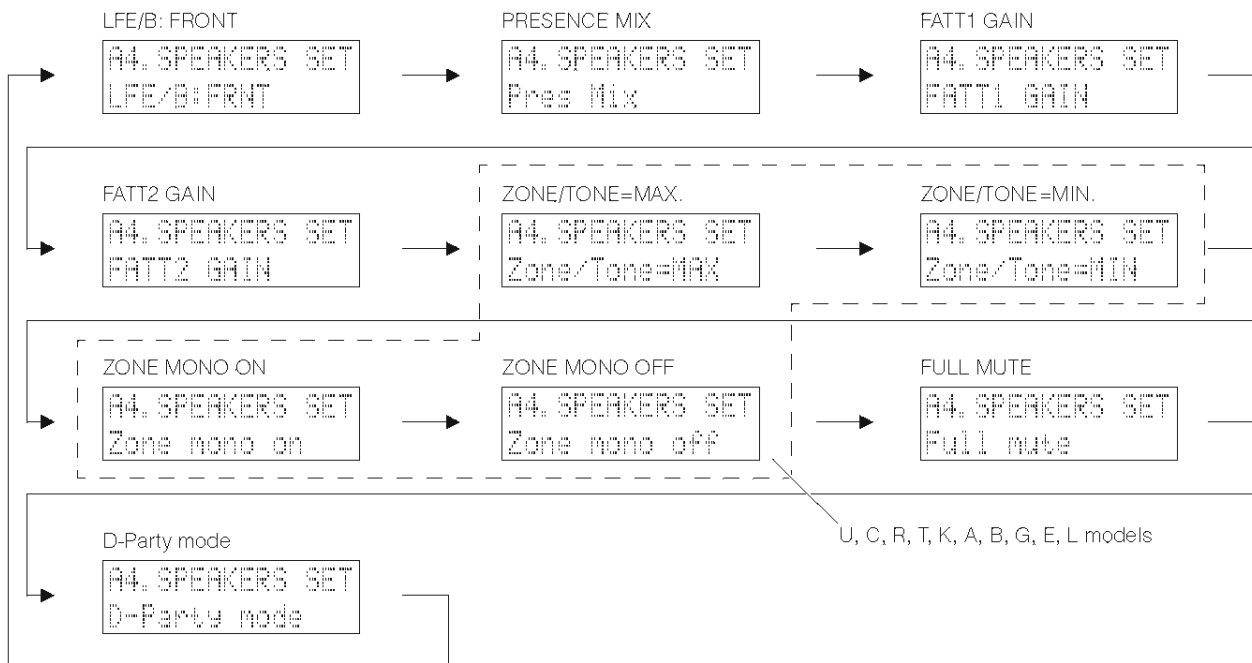 LFE/B: FRONT
A4. SPEAKERS SET
LFE/B:FRNT
PRESENCE MIX
A4. SPEAKERS SET
Pres Mix
FATT1 GAIN
A4. SPEAKERS SET
FATT1 GAIN
FATT2 GAIN
A4. SPEAKERS SET
FATT2 GAIN
ZONE/TONE=MAX.
A4. SPEAKERS SET
Zone/Tone=MAX
ZONE/TONE=MIN.
A4. SPEAKERS SET
Zone/Tone=MIN
ZONE MONO ON
A4. SPEAKERS SET
Zone mono on
ZONE MONO OFF
A4. SPEAKERS SET
Zone mono off
FULL MUTE
A4. SPEAKERS SET
Full mute
U, C, R, T, K, A, B, G, E, L models
D-Party mode
A4. SPEAKERS SET
D-Party mode